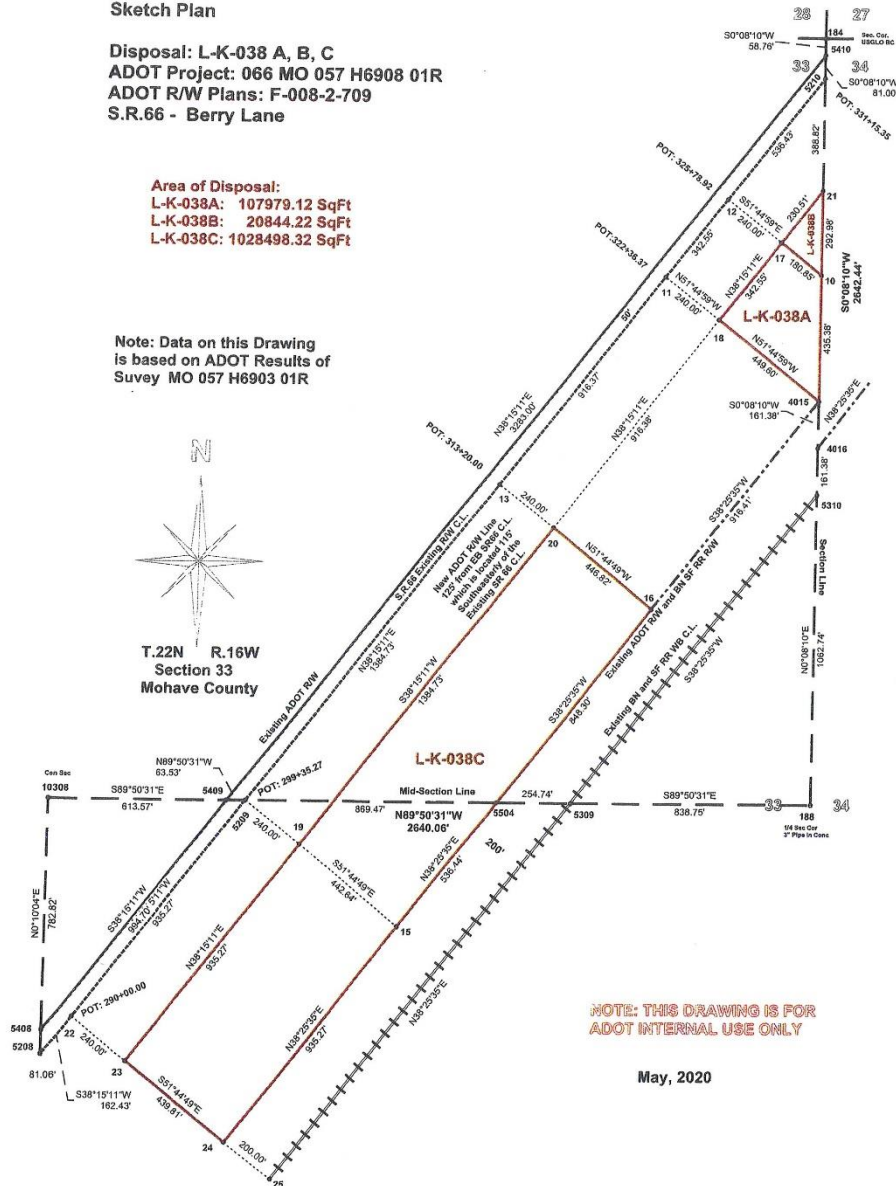 Sketch Plan
Disposal: L-K-038 A, B, C
ADOT Project: 066 MO 057 H6908 01R
ADOT R/W Plans: F-008-2-709
S.R.66 - Berry Lane
Area of Disposal:
L-K-038A: 107979.12 SqFt
L-K-038B: 20844.22 SqFt
L-K-038C: 1028498.32 SqFt
Note: Data on this Drawing
is based on ADOT Results of
Suvey MO 057 H6903 01R
N
T.22N R.16W
Section 33
Mohave County
28 27
184
Sec. Cor.
USGLO BC
S0°08'10"W
58.76'
5410
33 34
5210
S0°08'10"W
81.00'
POT: 331+15.35
536.43'
388.82'
POT: 325+78.92
21
230.51'
12
S51°44'59"E
240.00'
L-K-038B
292.98'
17
180.85'
10
S0°08'10"W
2642.44'
POT:322+36.37
342.55'
N38°15'11"E
342.55'
11
N51°44'59"W
240.00'
L-K-038A
18
N51°44'59"W
449.60'
435.38'
50'
916.37'
4015
S0°08'10"W
161.38'
N38°25'35"E
4016
161.38'
5310
N38°15'11"E
3283.00'
N38°15'11"E
916.38'
POT: 313+20.00
13
240.00'
20
S38°25'35"W
916.41'
N51°44'49"W
446.82'
16
S.R.66 Existing R/W C.L.
New ADOT R/W Line
125' from EB SR66 C.L.
which is located 115'
Southeasterly of the
Existing SR 66 C.L.
Existing ADOT R/W and BN SF RR R/W
Section Line
N38°15'11"E
1384.73'
S38°15'11"W
1384.73'
S38°25'35"W
848.30'
Existing BN and SF RR WB C.L.
S38°25'35"W
N0°08'10"E
1062.74'
Existing ADOT R/W
L-K-038C
N89°50'31"W
63.53'
POT: 299+35.27
Cen Sec
10308
S89°50'31"E
613.57'
5409
5209
Mid-Section Line
869.47'
N89°50'31"W
2640.06'
5504
254.74'
5309
S89°50'31"E
838.75'
33 34
188
1/4 Sec Cor
3" Pipe in Conc
240.00'
19
S51°44'49"E
442.64'
N38°25'35"E
536.44'
200'
15
N0°10'04"E
782.82'
S38°15'11"W
994.70'
5'11"W
935.27'
N38°15'11"E
935.27'
N38°25'35"E
935.27'
N38°25'35"E
POT: 290+00.00
5408
5208
22
240.00'
23
81.06'
S38°15'11"W
162.43'
S51°44'49"E
439.81'
24
200.00'
25
NOTE: THIS DRAWING IS FOR
ADOT INTERNAL USE ONLY
May, 2020